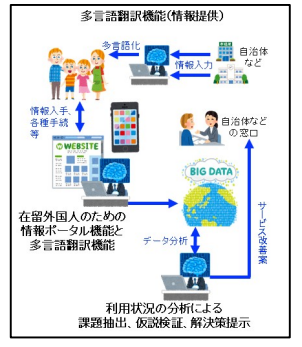 多言語翻訳機能(情報提供)
多言語化
自治体
など
情報入力
情報入手、
各種手続
等
WEBSITE
自治体など
の窓口
BIG DATA
在留外国人のための
情報ポータル機能と
多言語翻訳機能
データ分析
サービス改善案
利用状況の分析による
課題抽出、仮説検証、解決策提示